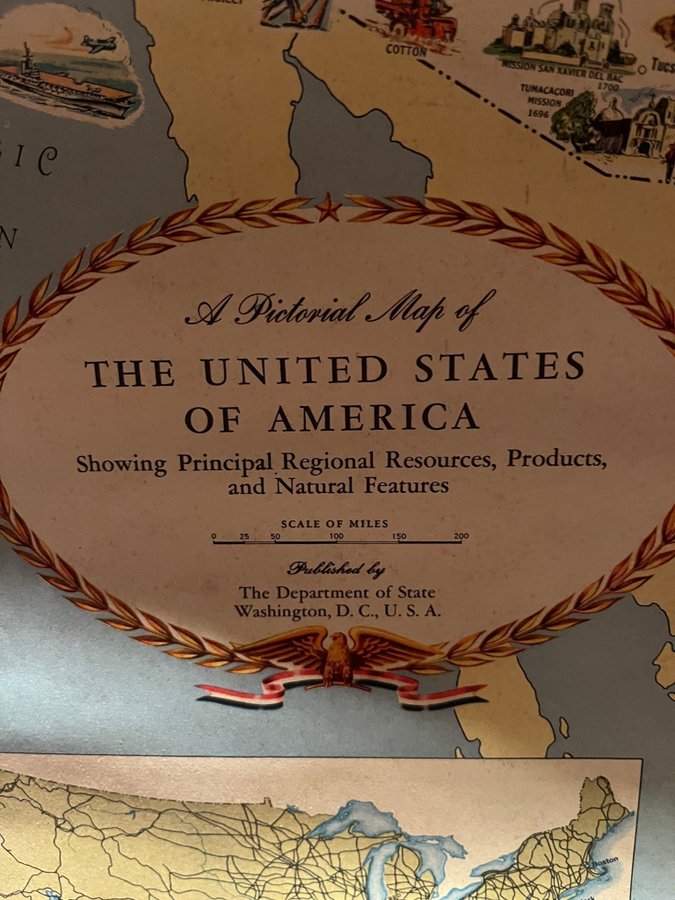 COTTON
MISSION SAN XAVIER DEL BAC
1700
TUMACACORI
MISSION
1696
A Pictorial Map of
THE UNITED STATES
OF AMERICA
Showing Principal Regional Resources, Products,
and Natural Features
SCALE OF MILES
0 25 50 100 150 200
Published by
The Department of State
Washington, D. C., U. S. A.
Boston